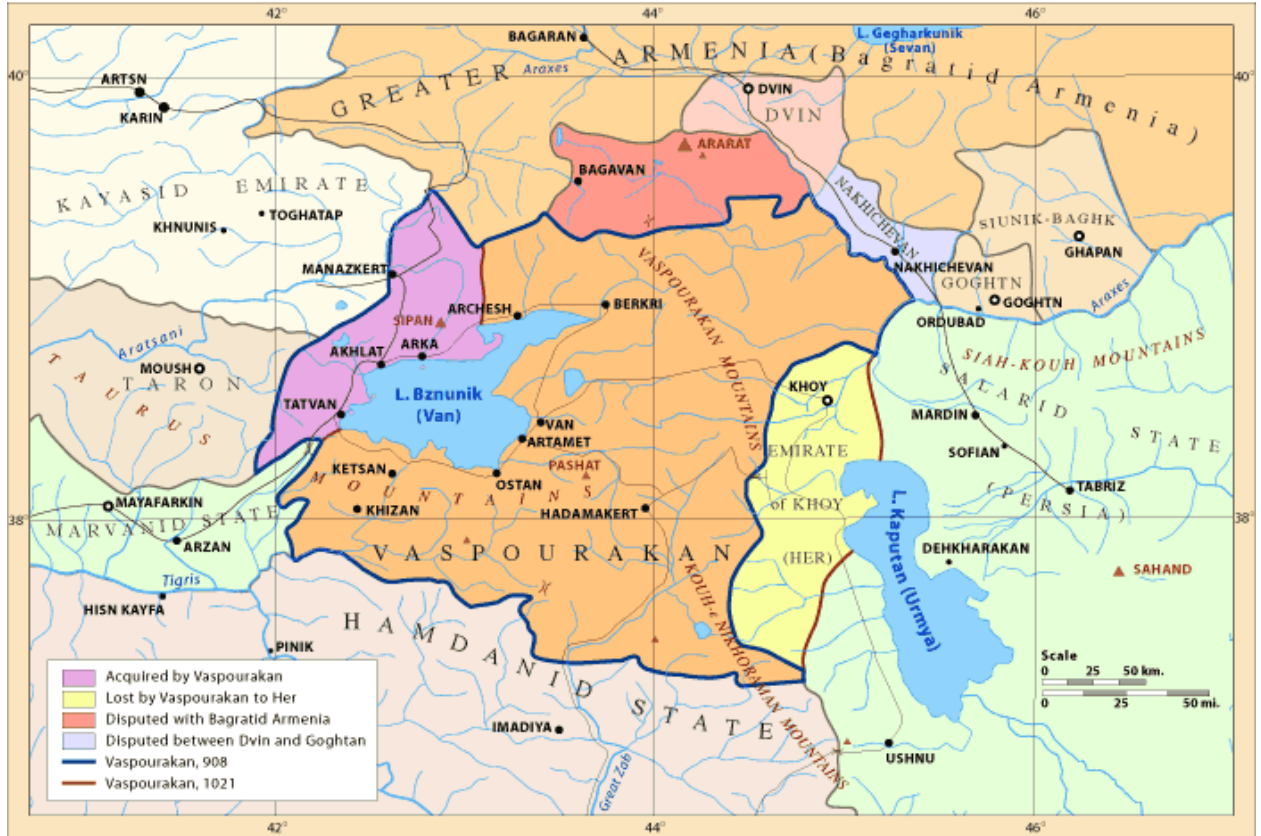 42°
44°
46°
BAGARAN
L. Gegharkunik
(Sevan)
GREATER ARMENIA (Bagratid Armenia)
Araxes
40°
40°
ARTSN
KARIN
DVIN
DVIN
ARARAT
BAGAVAN
KAYASID EMIRATE
TOGHATAP
KHNUNIS
NAKHICHEVAN
SIUNIK-BAGHK
GHAPAN
MANAZKERT
NAKHICHEVAN
GOGHTN
GOGHTN
Araxes
ORDUBAD
VASPOURAKAN MOUNTAINS
ARCHESH
BERKRI
SIPAN
Aratsani
AKHLAT
ARKA
MOUSH
TARON
TAURUS
SIAH-KOUH MOUNTAINS
SALARID STATE
(PERSIA)
L. Bznunik
(Van)
KHOY
TATVAN
MARDIN
VAN
ARTAMET
SOFIAN
EMIRATE
of KHOY
(HER)
KETSAN
PASHAT
OSTAN
MOUNTAINS
TABRIZ
MAYAFARKIN
KHIZAN
HADAMAKERT
38°
38°
MARVANID STATE
ARZAN
L. Kaputan (Urmya)
VASPOURAKAN
DEHKHARAKAN
SAHAND
Tigris
HISN KAYFA
KOUH-e NIKHORAMAN MOUNTAINS
HAMDANID STATE
PINIK
Scale
0 25 50 km.
0 25 50 mi.
Acquired by Vaspourakan
Lost by Vaspourakan to Her
Disputed with Bagratid Armenia
Disputed between Dvin and Goghtan
Vaspourakan, 908
Vaspourakan, 1021
IMADIYA
Great Zab
USHNU
42°
44°
46°